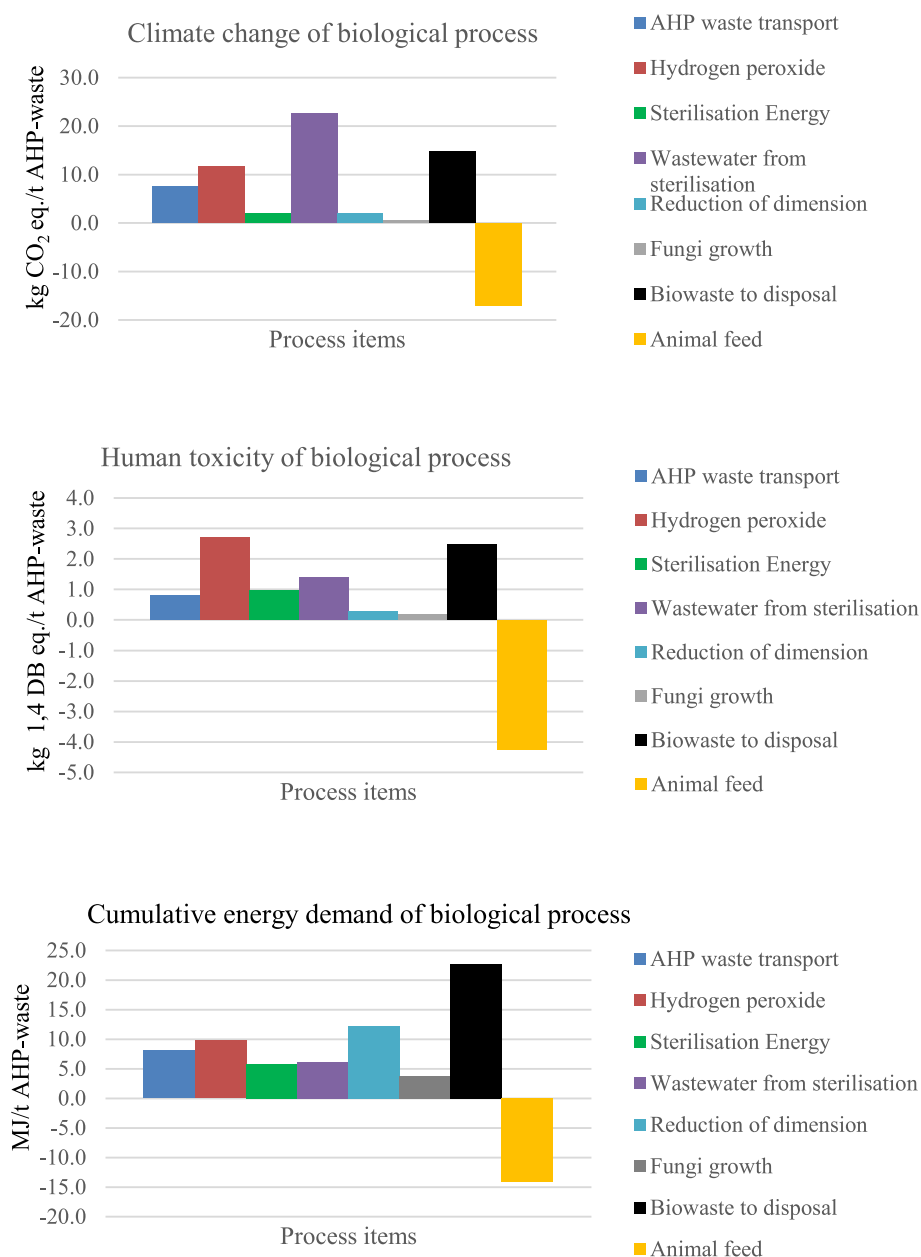 Climate change of biological process
kg CO₂ eq./t AHP-waste
30.0
20.0
10.0
0.0
-10.0
-20.0
Process items
AHP waste transport
Hydrogen peroxide
Sterilisation Energy
Wastewater from
sterilisation
Reduction of dimension
Fungi growth
Biowaste to disposal
Animal feed
Human toxicity of biological process
kg 1,4 DB eq./t AHP-waste
4.0
3.0
2.0
1.0
0.0
-1.0
-2.0
-3.0
-4.0
-5.0
Process items
AHP waste transport
Hydrogen peroxide
Sterilisation Energy
Wastewater from sterilisation
Reduction of dimension
Fungi growth
Biowaste to disposal
Animal feed
Cumulative energy demand of biological process
MJ/t AHP-waste
25.0
20.0
15.0
10.0
5.0
0.0
-5.0
-10.0
-15.0
-20.0
Process items
AHP waste transport
Hydrogen peroxide
Sterilisation Energy
Wastewater from sterilisation
Reduction of dimension
Fungi growth
Biowaste to disposal
Animal feed